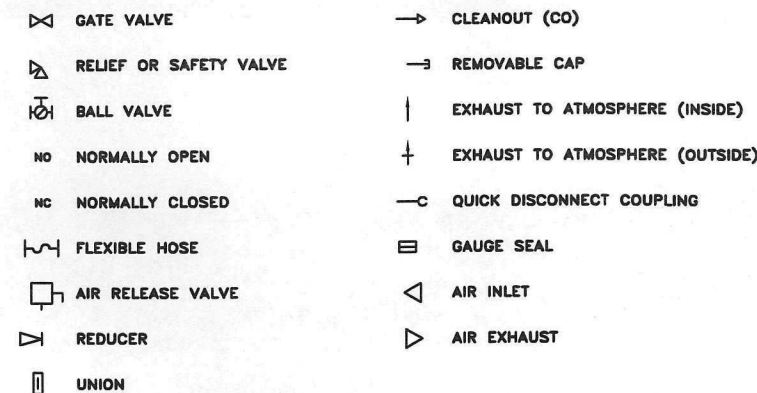 GATE VALVE
RELIEF OR SAFETY VALVE
BALL VALVE
NO NORMALLY OPEN
NC NORMALLY CLOSED
FLEXIBLE HOSE
AIR RELEASE VALVE
REDUCER
UNION
CLEANOUT (CO)
REMOVABLE CAP
EXHAUST TO ATMOSPHERE (INSIDE)
EXHAUST TO ATMOSPHERE (OUTSIDE)
QUICK DISCONNECT COUPLING
GAUGE SEAL
AIR INLET
AIR EXHAUST